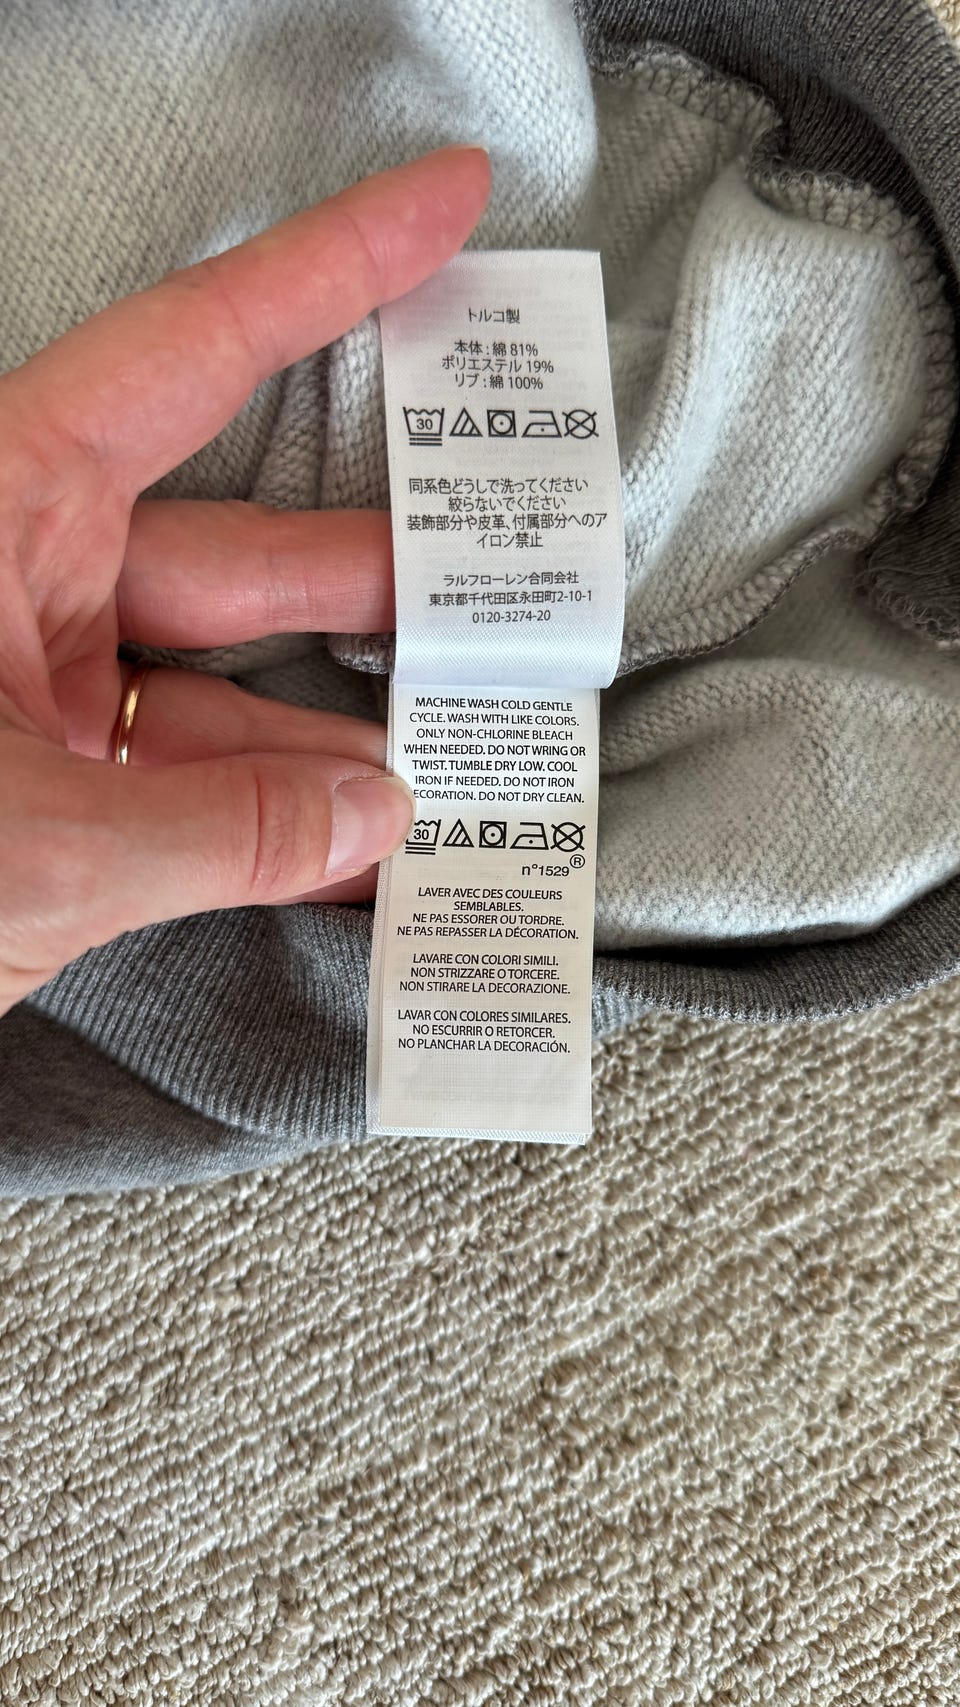 トルコ製
本体 : 綿 81%
ポリエステル 19%
リブ : 綿 100%
30
同系色どうしで洗ってください
絞らないでください
装飾部分や皮革、付属部分へのア
イロン禁止
ラルフローレン合同会社
東京都千代田区永田町2-10-1
0120-3274-20
MACHINE WASH COLD GENTLE
CYCLE. WASH WITH LIKE COLORS.
ONLY NON-CHLORINE BLEACH
WHEN NEEDED. DO NOT WRING OR
TWIST. TUMBLE DRY LOW. COOL
IRON IF NEEDED. DO NOT IRON
ECORATION. DO NOT DRY CLEAN.
30
®
n°1529
LAVER AVEC DES COULEURS
SEMBLABLES.
NE PAS ESSORER OU TORDRE.
NE PAS REPASSER LA DÉCORATION.
LAVARE CON COLORI SIMILI.
NON STRIZZARE O TORCERE.
NON STIRARE LA DECORAZIONE.
LAVAR CON COLORES SIMILARES.
NO ESCURRIR O RETORCER.
NO PLANCHAR LA DECORACIÓN.